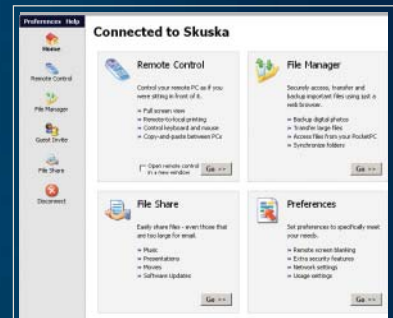 Preferences Help
Home
Remote Control
File Manager
Guest Invite
File Share
Disconnect
Connected to Skuska
Remote Control
Control your remote PC as if you
were sitting in front of it.
» Full screen view
» Remote-to-local printing
» Control keyboard and mouse
» Copy-and-paste between PCs
Open remote control
in a new window
Go >>
File Manager
Securely access, transfer and
backup important files using just a
web browser.
» Backup digital photos
» Transfer large files
» Access files from your PocketPC
» Synchronize folders
Go >>
File Share
Easily share files - even those that
are too large for email.
» Music
» Presentations
» Movies
» Software Updates
Go >>
Preferences
Set preferences to specifically meet
your needs.
» Remote screen blanking
» Extra security features
» Network settings
» Usage settings
Go >>